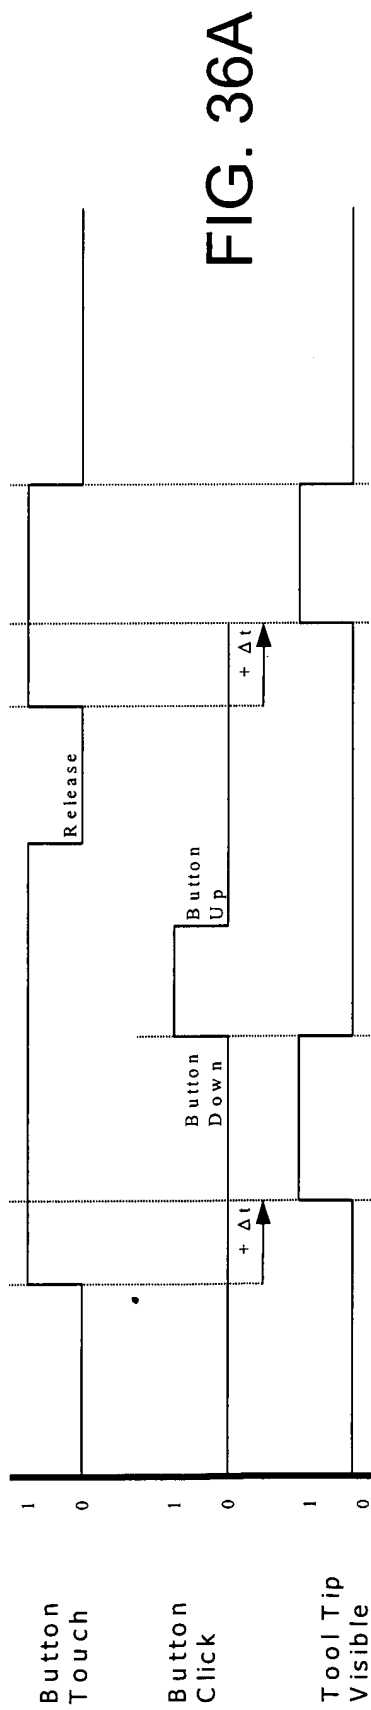 FIG. 36A
Button
Touch
1
0
Release
Button
Click
1
0
Button
Down
Button
Up
+ Δt
+ Δt
Tool Tip
Visible
1
0